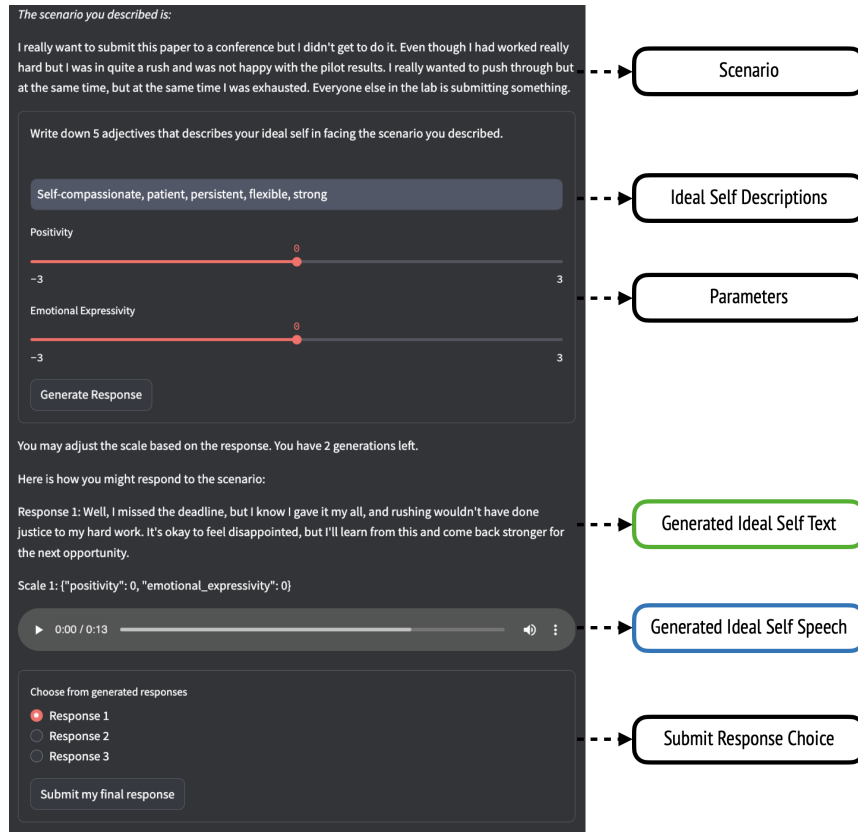 The scenario you described is:
I really want to submit this paper to a conference but I didn't get to do it. Even though I had worked really
hard but I was in quite a rush and was not happy with the pilot results. I really wanted to push through but
at the same time, but at the same time I was exhausted. Everyone else in the lab is submitting something.
Scenario
Write down 5 adjectives that describes your ideal self in facing the scenario you described.
Self-compassionate, patient, persistent, flexible, strong
Ideal Self Descriptions
Positivity
0
−3
3
Parameters
Emotional Expressivity
0
−3
3
Generate Response
You may adjust the scale based on the response. You have 2 generations left.
Here is how you might respond to the scenario:
Response 1: Well, I missed the deadline, but I know I gave it my all, and rushing wouldn't have done
justice to my hard work. It's okay to feel disappointed, but I'll learn from this and come back stronger for
the next opportunity.
Generated Ideal Self Text
Scale 1: {"positivity": 0, "emotional_expressivity": 0}
0:00 / 0:13
Generated Ideal Self Speech
Choose from generated responses
Response 1
Response 2
Response 3
Submit Response Choice
Submit my final response